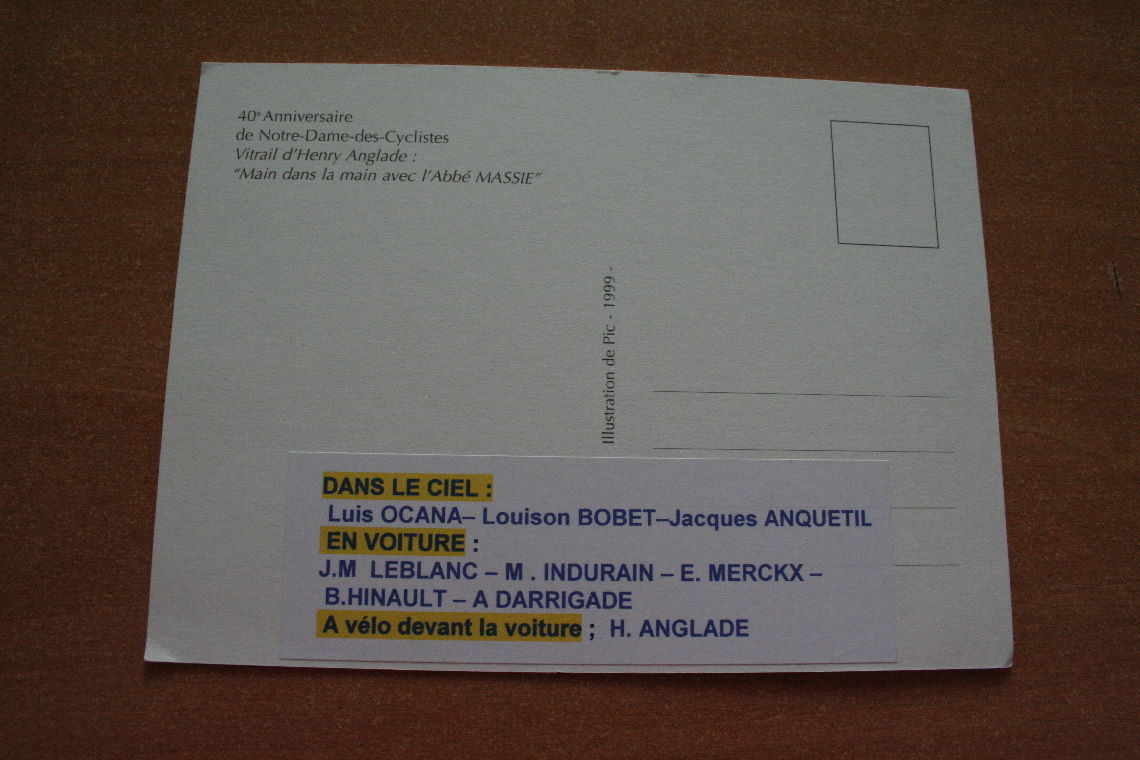 40e Anniversaire
de Notre-Dame-des-Cyclistes
Vitrail d'Henry Anglade :
"Main dans la main avec l'Abbé MASSIE"
Illustration de Pic - 1999 -
DANS LE CIEL :
Luis OCANA– Louison BOBET–Jacques ANQUETIL
EN VOITURE :
J.M LEBLANC – M . INDURAIN – E. MERCKX –
B.HINAULT – A DARRIGADE
A vélo devant la voiture ; H. ANGLADE